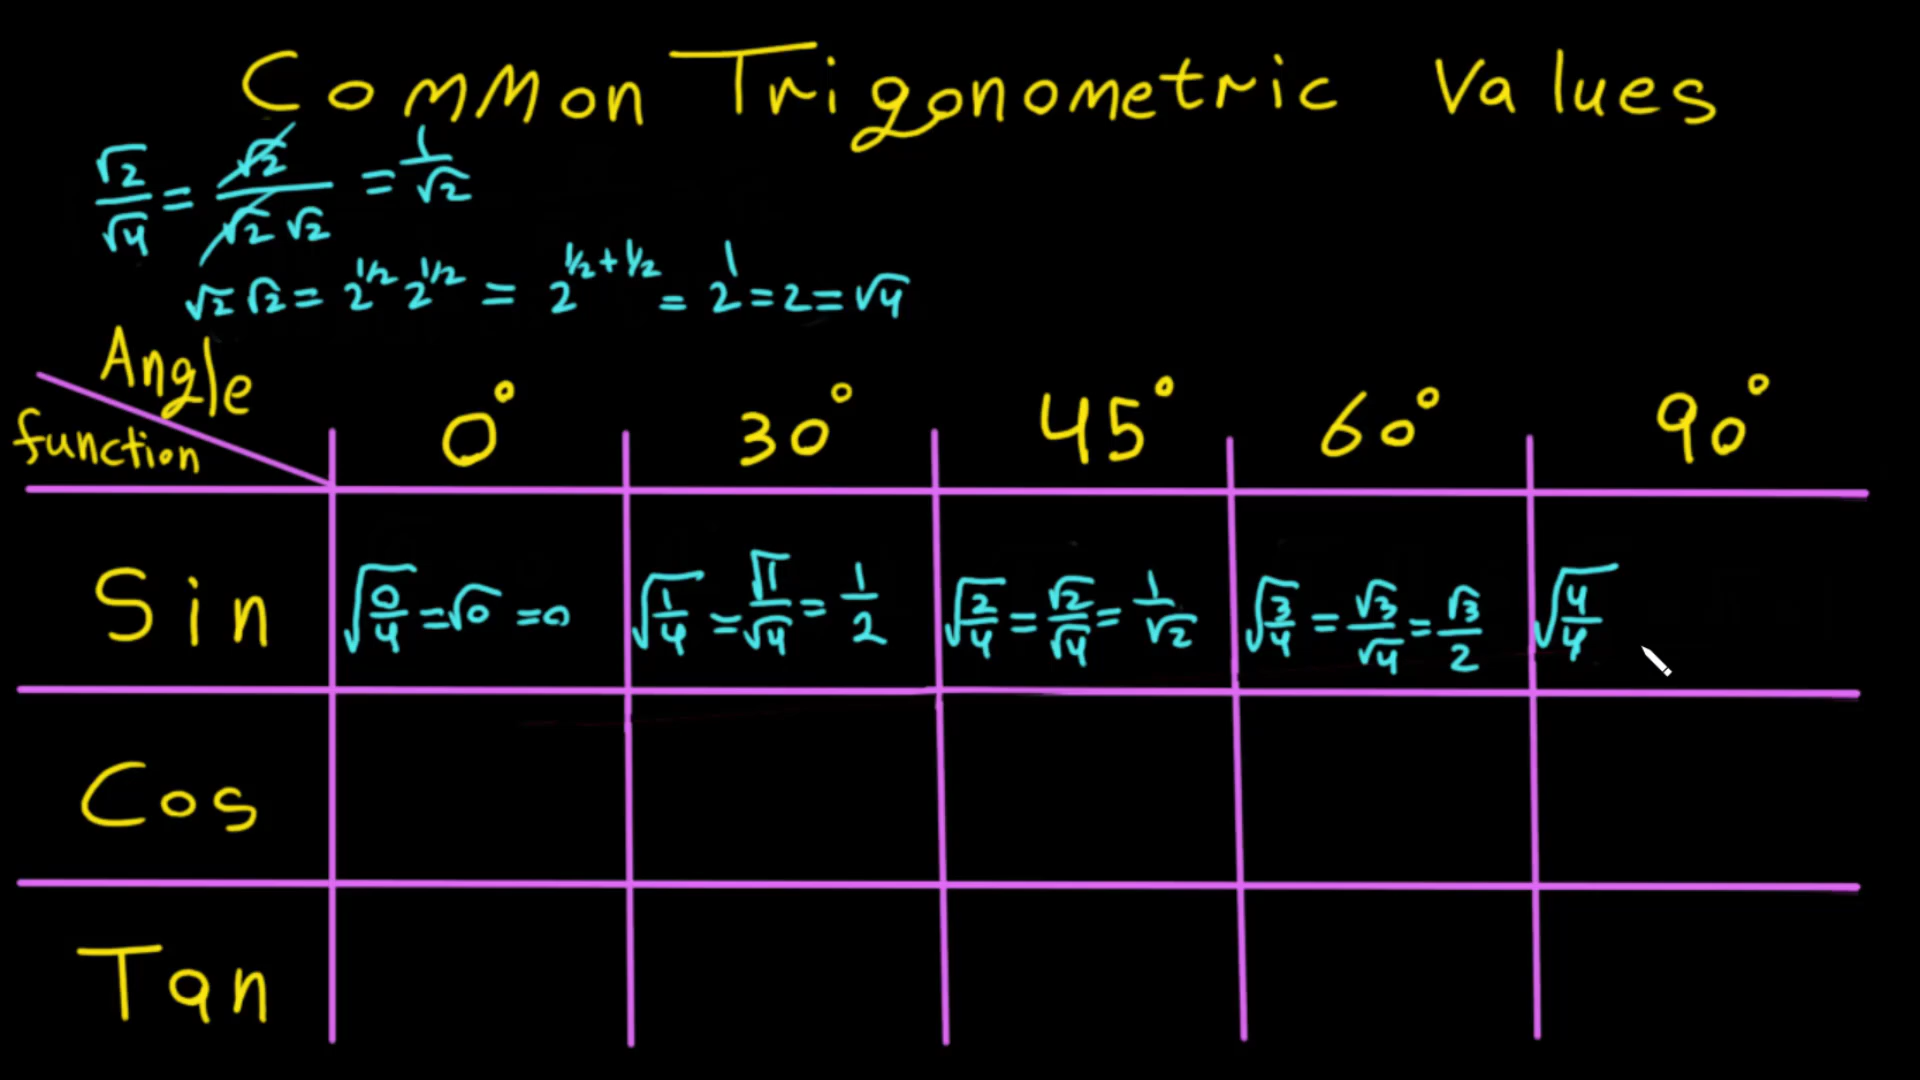 Common Trigonometric Values
√2/√4 = √2/√2 √2 = 1/√2
√2 √2 = 2^1/2 2^1/2 = 2^1/2+1/2 = 2^1 = 2 = √4
Angle
function
0° 30° 45° 60° 90°
Sin √(0/4) = √0 = 0 √(1/4) = √1/√4 = 1/2 √(2/4) = √2/√4 = 1/√2 √(3/4) = √3/√4 = √3/2 √(4/4)
Cos
Tan